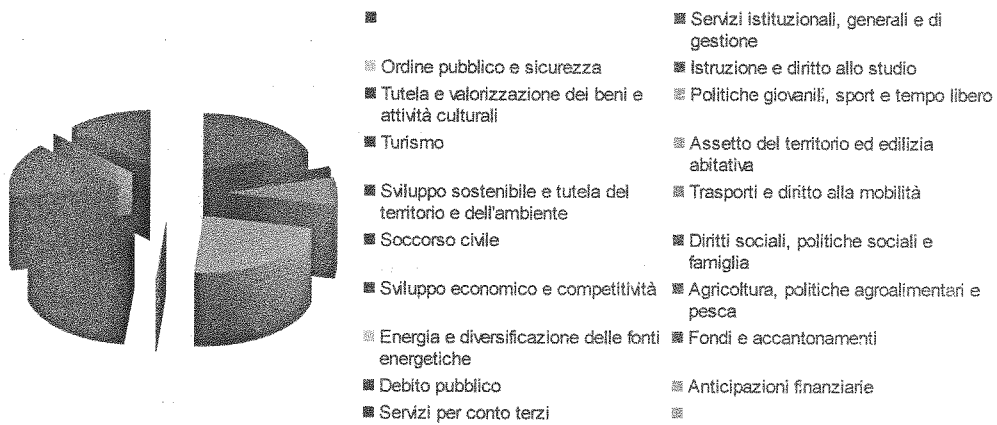 Servizi istituzionali, generali e di
gestione
Ordine pubblico e sicurezza
Istruzione e diritto allo studio
Tutela e valorizzazione dei beni e
attività culturali
Politiche giovanili, sport e tempo libero
Turismo
Assetto del territorio ed edilizia
abitativa
Sviluppo sostenibile e tutela del
territorio e dell'ambiente
Trasporti e diritto alla mobilità
Soccorso civile
Diritti sociali, politiche sociali e
famiglia
Sviluppo economico e competitività
Agricoltura, politiche agroalimentari e
pesca
Energia e diversificazione delle fonti
energetiche
Fondi e accantonamenti
Debito pubblico
Anticipazioni finanziarie
Servizi per conto terzi